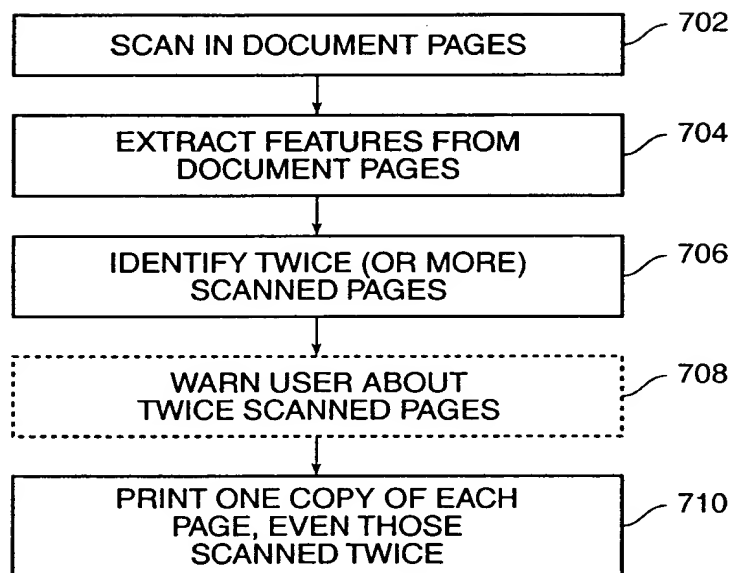 702
SCAN IN DOCUMENT PAGES
704
EXTRACT FEATURES FROM
DOCUMENT PAGES
706
IDENTIFY TWICE (OR MORE)
SCANNED PAGES
708
WARN USER ABOUT
TWICE SCANNED PAGES
710
PRINT ONE COPY OF EACH
PAGE, EVEN THOSE
SCANNED TWICE